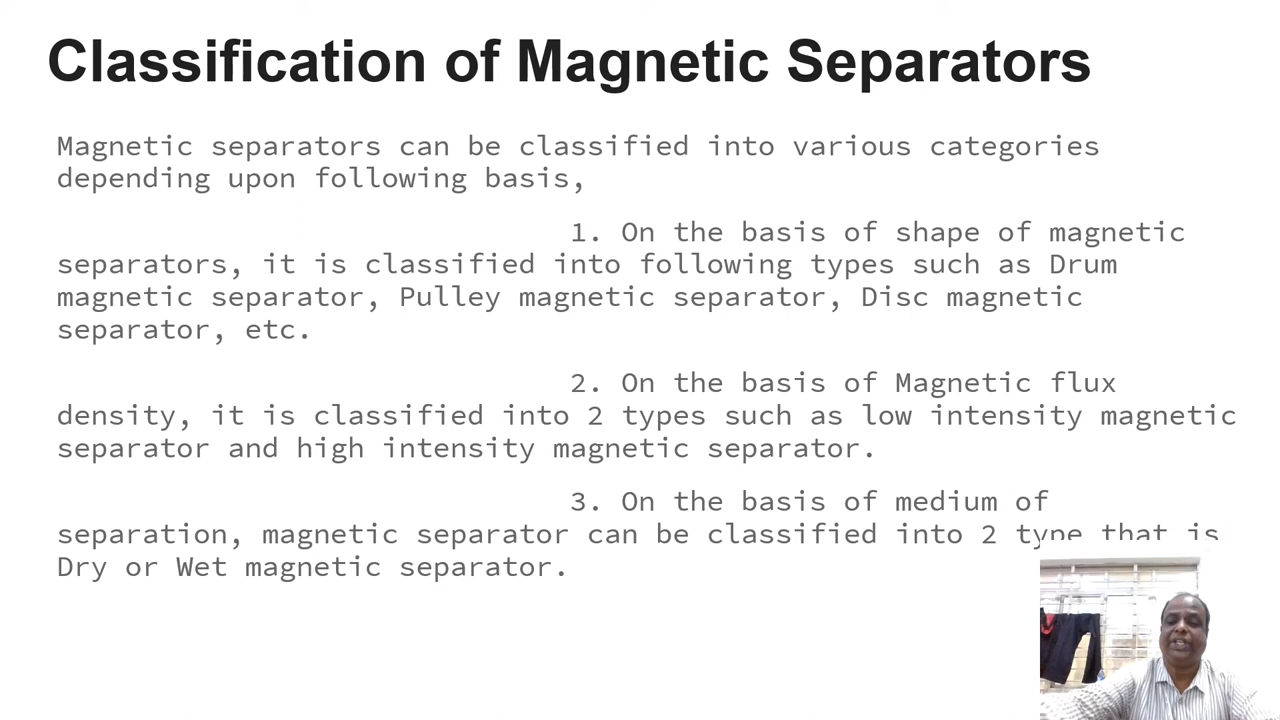 Classification of Magnetic Separators
Magnetic separators can be classified into various categories
depending upon following basis,
1. On the basis of shape of magnetic
separators, it is classified into following types such as Drum
magnetic separator, Pulley magnetic separator, Disc magnetic
separator, etc.
2. On the basis of Magnetic flux
density, it is classified into 2 types such as low intensity magnetic
separator and high intensity magnetic separator.
3. On the basis of medium of
separation, magnetic separator can be classified into 2 type that is
Dry or Wet magnetic separator.